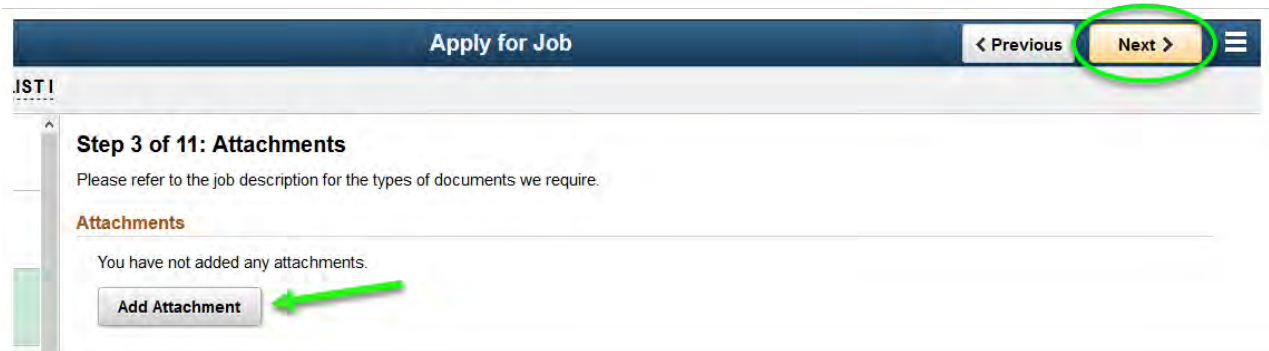 Apply for Job
< Previous
Next >
IST I
Step 3 of 11: Attachments
Please refer to the job description for the types of documents we require.
Attachments
You have not added any attachments.
Add Attachment